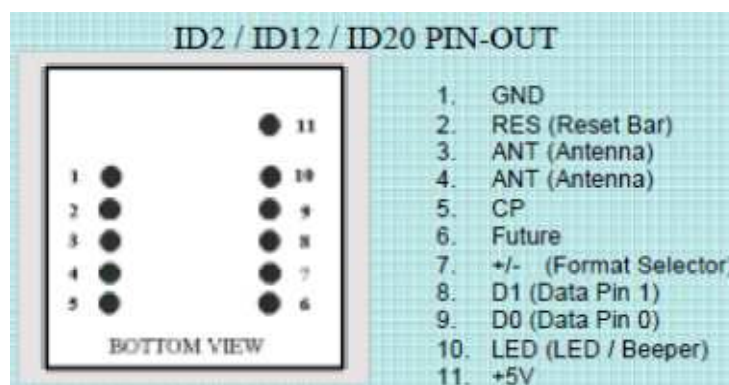 ID2 / ID12 / ID20 PIN-OUT
11
1 10
2 9
3 8
4 7
5 6
BOTTOM VIEW
1. GND
2. RES (Reset Bar)
3. ANT (Antenna)
4. ANT (Antenna)
5. CP
6. Future
7. +/- (Format Selector)
8. D1 (Data Pin 1)
9. D0 (Data Pin 0)
10. LED (LED / Beeper)
11. +5V